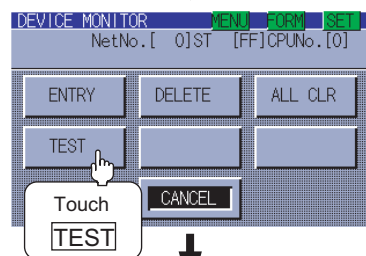 DEVICE MONITOR MENU FORM SET
NetNo.[ 0]ST [FF]CPUNo.[0]
ENTRY DELETE ALL CLR
TEST
CANCEL
Touch
TEST